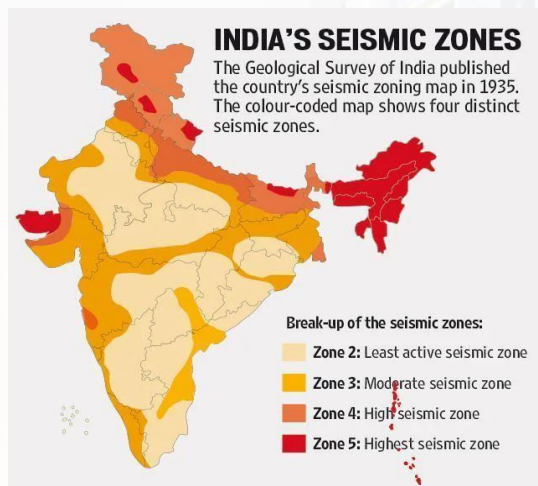 INDIA'S SEISMIC ZONES
The Geological Survey of India published
the country's seismic zoning map in 1935.
The colour-coded map shows four distinct
seismic zones.
Break-up of the seismic zones:
Zone 2: Least active seismic zone
Zone 3: Moderate seismic zone
Zone 4: High seismic zone
Zone 5: Highest seismic zone